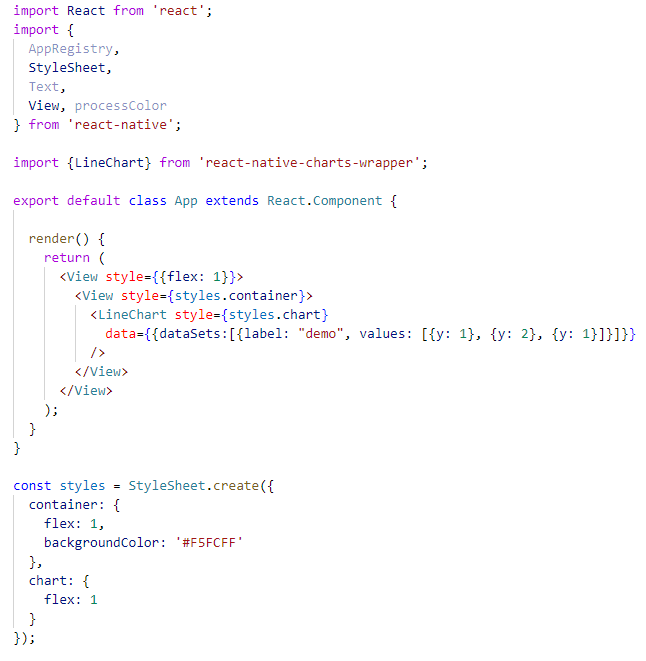 import React from 'react';
import {
  AppRegistry,
  StyleSheet,
  Text,
  View, processColor
} from 'react-native';

import {LineChart} from 'react-native-charts-wrapper';

export default class App extends React.Component {

  render() {
    return (
      <View style={{flex: 1}}>
        <View style={styles.container}>
          <LineChart style={styles.chart}
            data={{dataSets:[{label: "demo", values: [{y: 1}, {y: 2}, {y: 1}]}]}}
          />
        </View>
      </View>
    );
  }
}

const styles = StyleSheet.create({
  container: {
    flex: 1,
    backgroundColor: '#F5FCFF'
  },
  chart: {
    flex: 1
  }
});